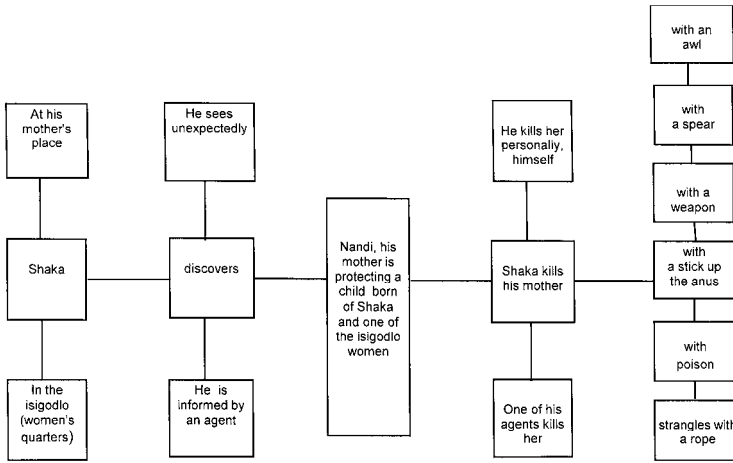 At his
mother's
place
Shaka
In the
isigodlo
(women's
quarters)
He sees
unexpectedly
discovers
He is
informed by
an agent
Nandi, his
mother is
protecting a
child born
of Shaka
and one of
the isigodlo
women
He kills her
personally,
himself
Shaka kills
his mother
One of his
agents kills
her
with an
awl
with
a spear
with a
weapon
with
a stick up
the anus
with
poison
strangles with
a rope